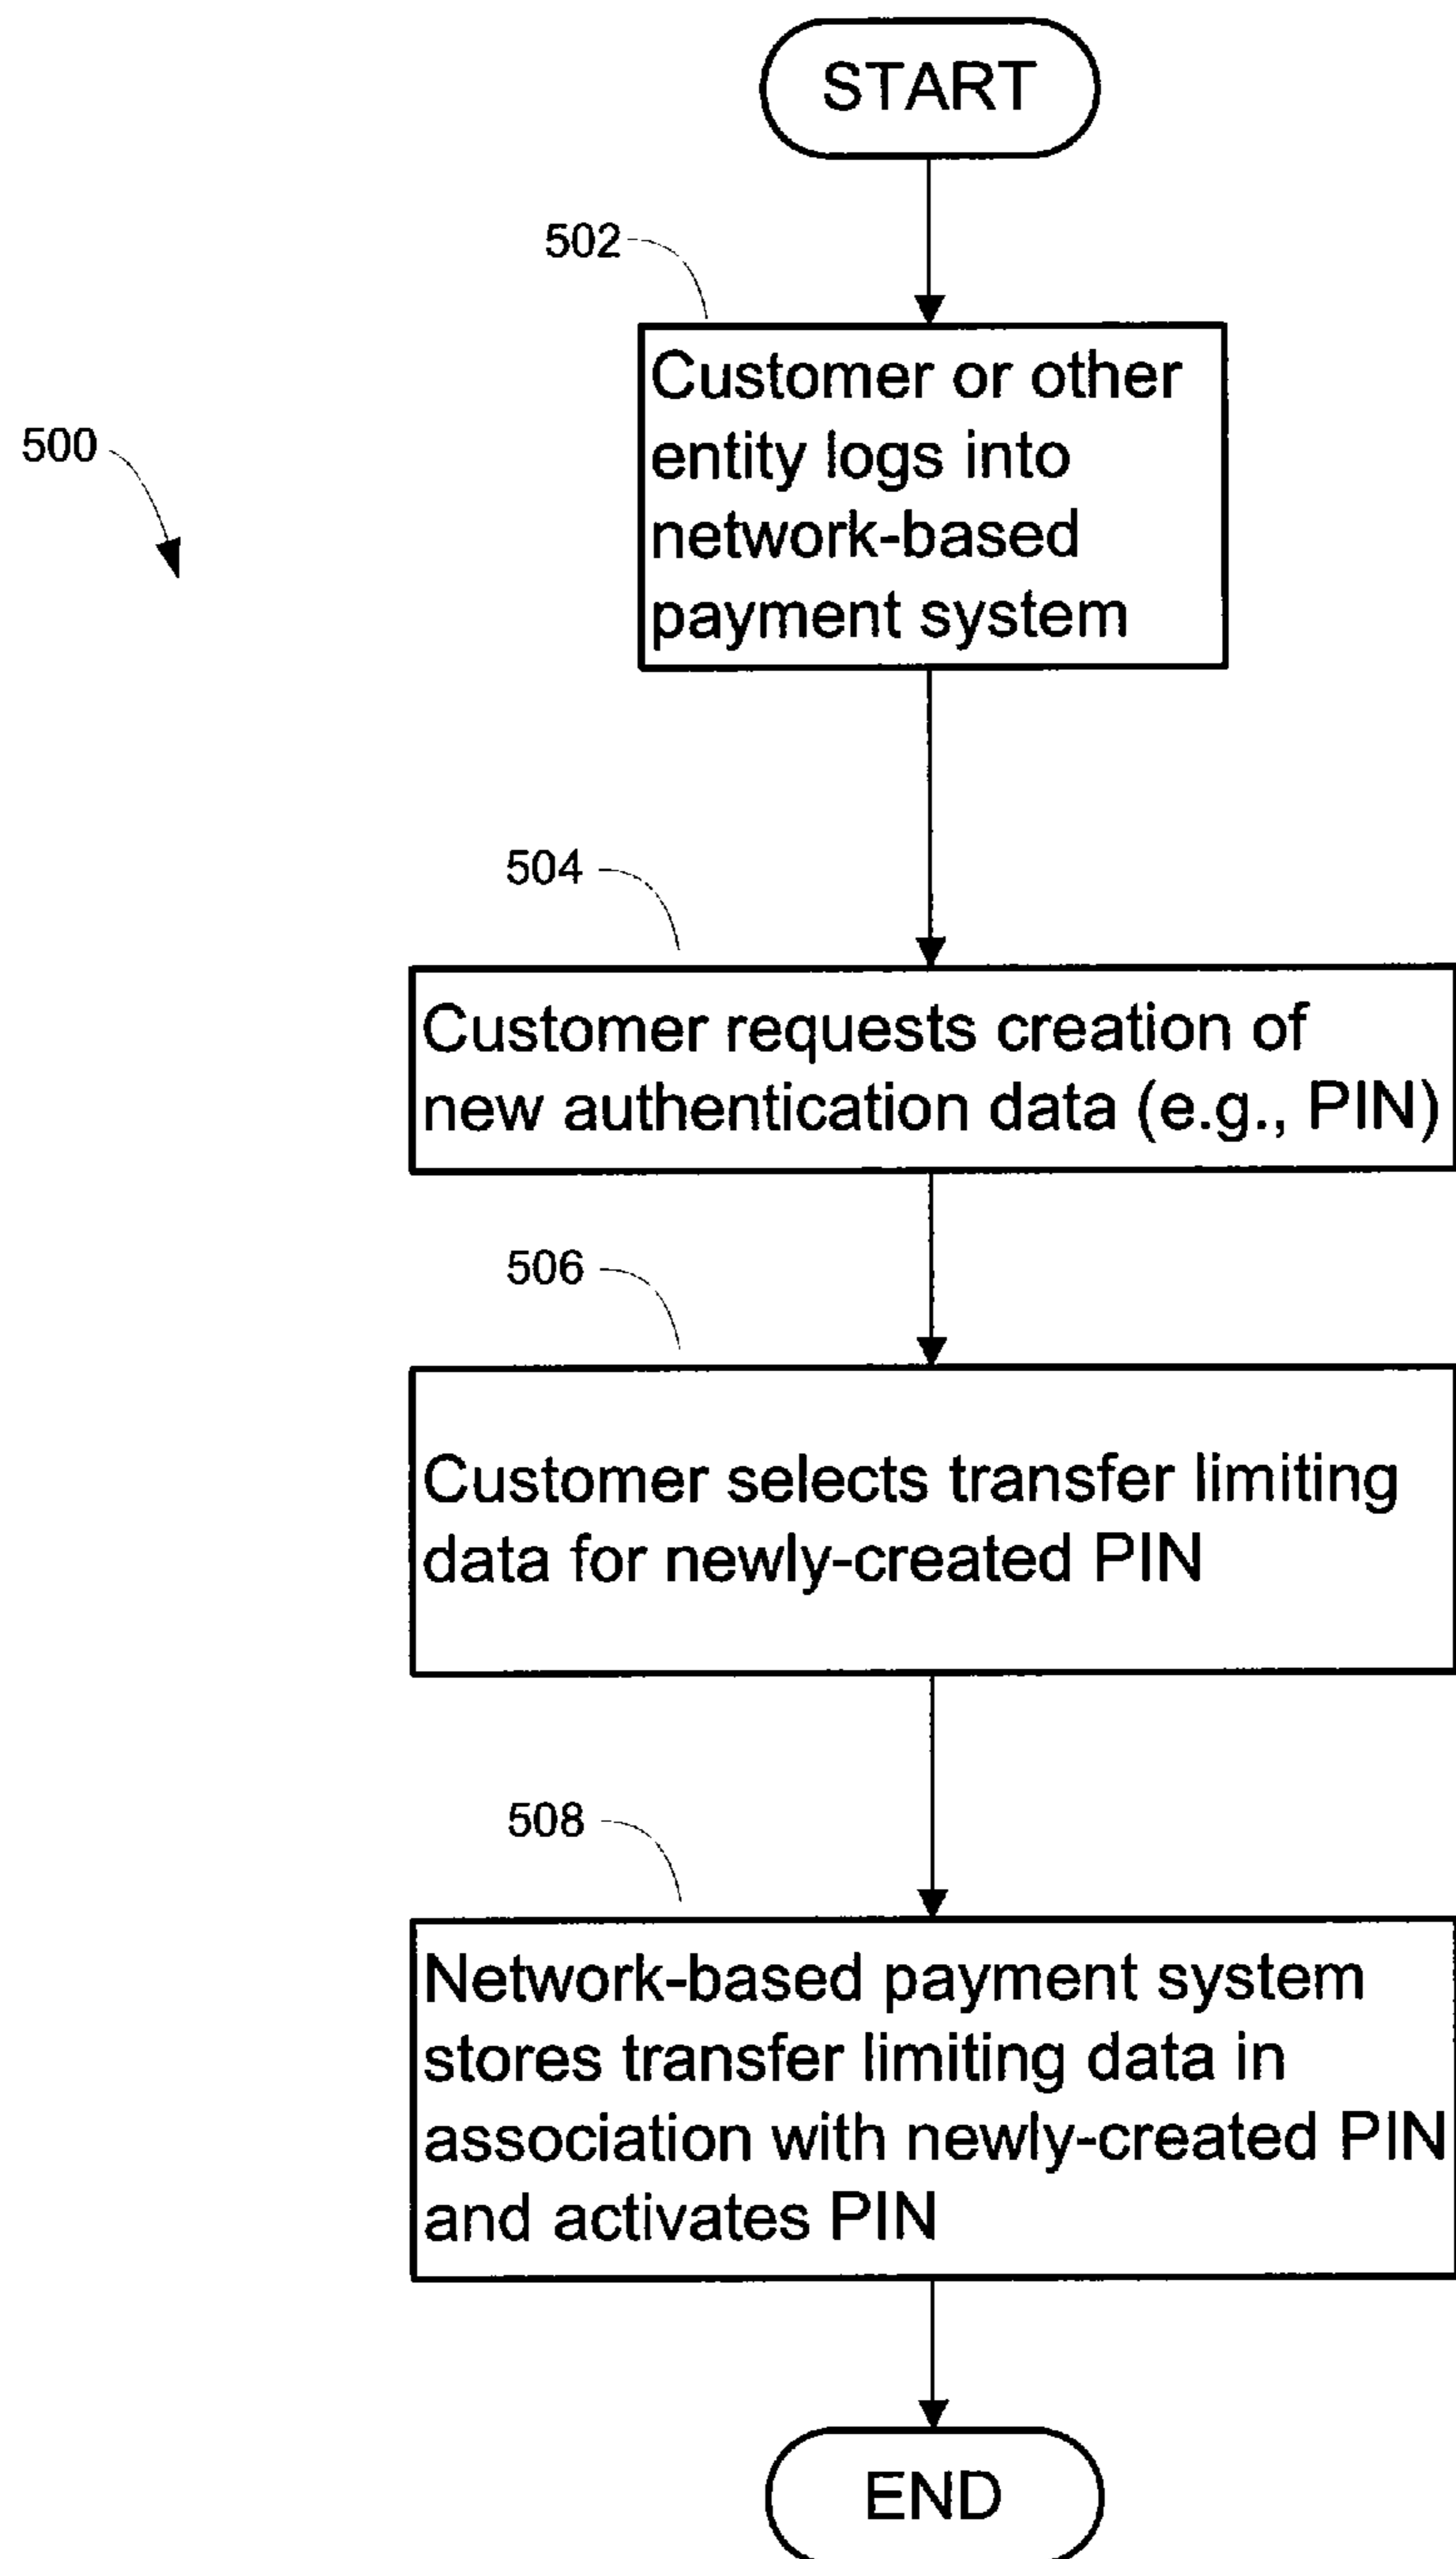 START
502
Customer or other
entity logs into
network-based
payment system
500
504
Customer requests creation of
new authentication data (e.g., PIN)
506
Customer selects transfer limiting
data for newly-created PIN
508
Network-based payment system
stores transfer limiting data in
association with newly-created PIN
and activates PIN
END